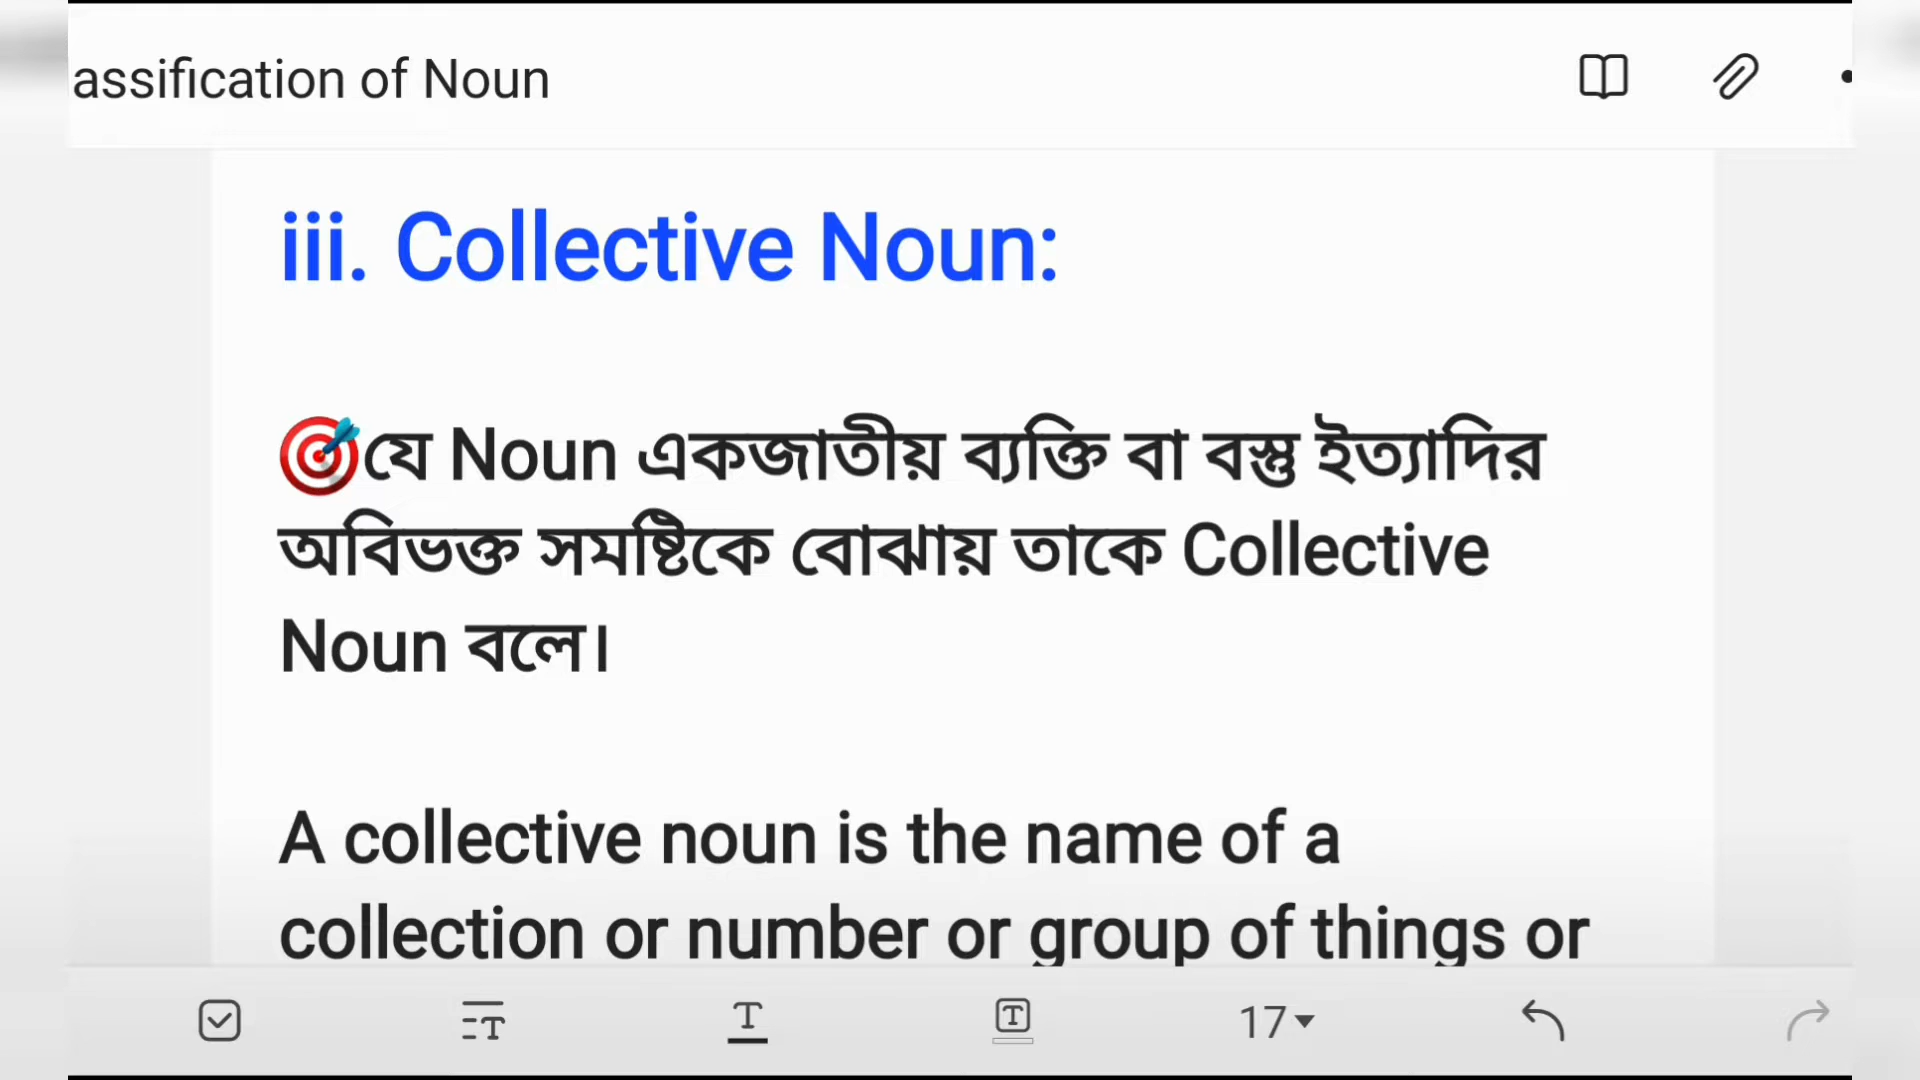 assification of Noun
iii. Collective Noun:
🎯যে Noun একজাতীয় ব্যক্তি বা বস্তু ইত্যাদির
অবিভক্ত সমষ্টিকে বোঝায় তাকে Collective
Noun বলে।
A collective noun is the name of a
collection or number or group of things or
17